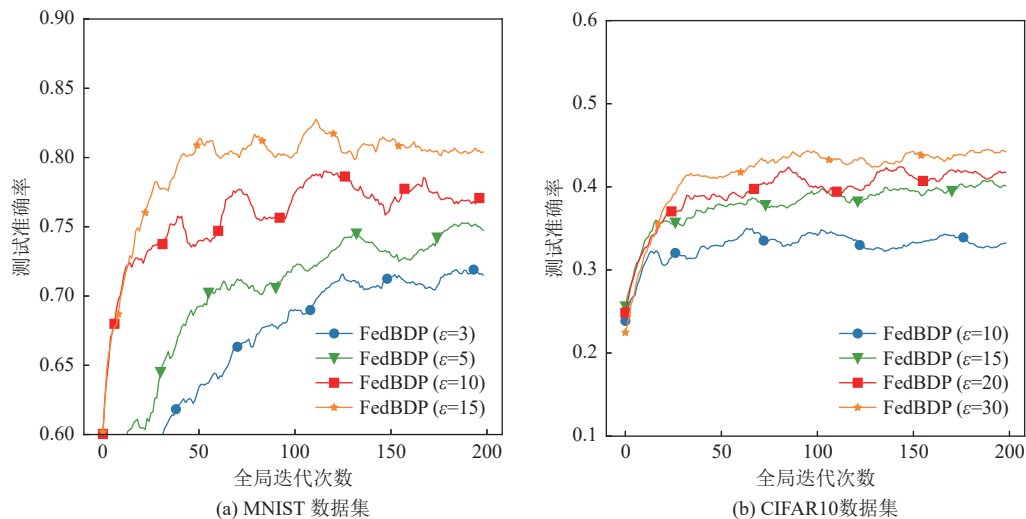 0.90
0.85
0.80
0.75
0.70
0.65
0.60
测试准确率
0
50
100
150
200
全局迭代次数
FedBDP (ε=3)
FedBDP (ε=5)
FedBDP (ε=10)
FedBDP (ε=15)
(a) MNIST 数据集
0.6
0.5
0.4
0.3
0.2
0.1
测试准确率
0
50
100
150
200
全局迭代次数
FedBDP (ε=10)
FedBDP (ε=15)
FedBDP (ε=20)
FedBDP (ε=30)
(b) CIFAR10数据集